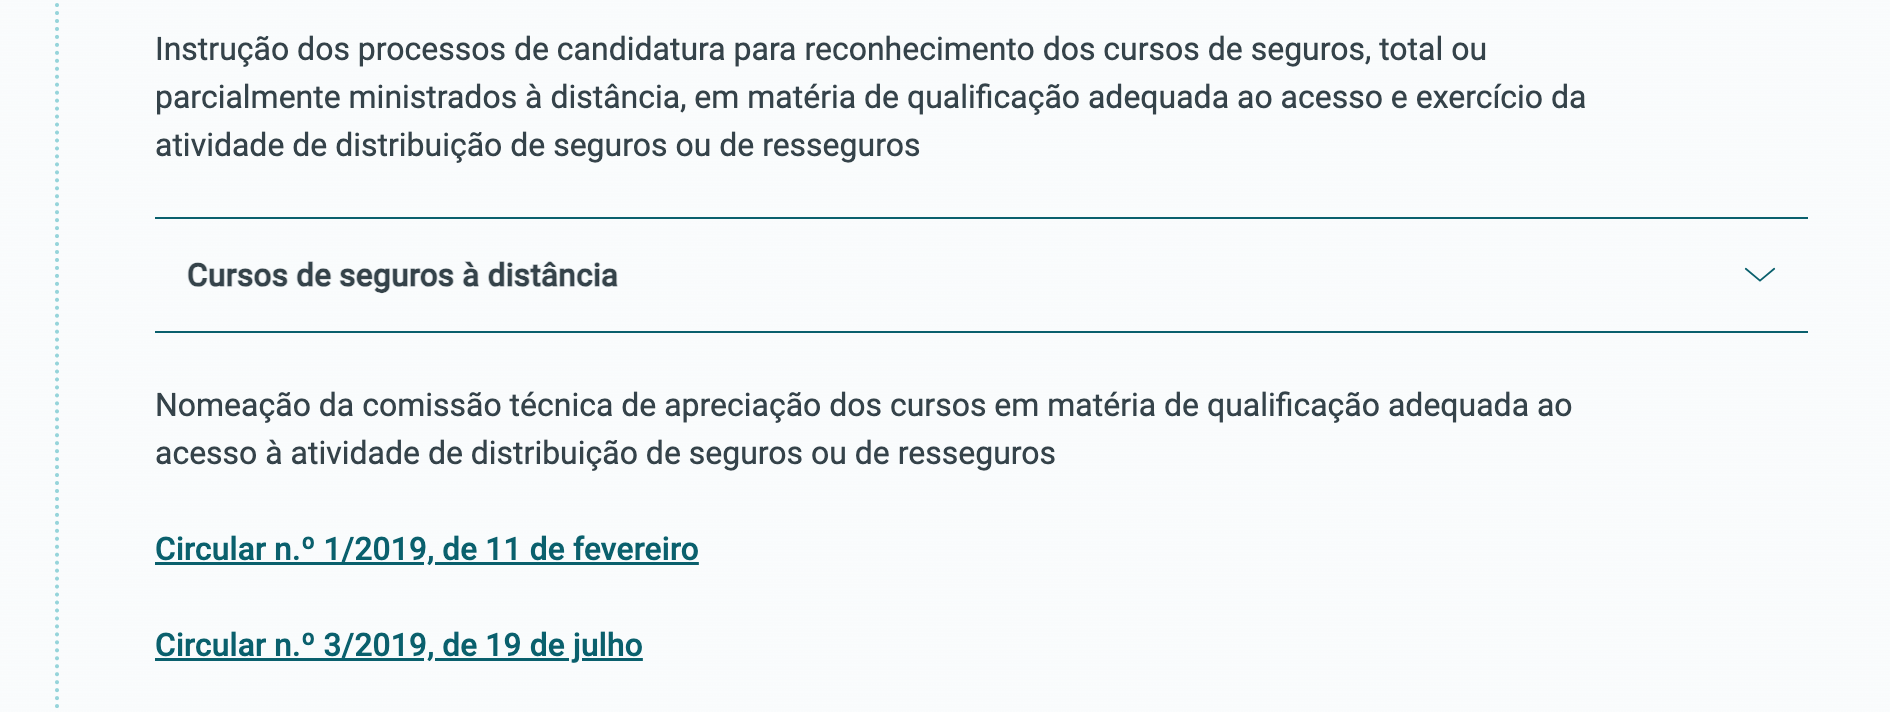 Instrução dos processos de candidatura para reconhecimento dos cursos de seguros, total ou
parcialmente ministrados à distância, em matéria de qualificação adequada ao acesso e exercício da
atividade de distribuição de seguros ou de resseguros
Cursos de seguros à distância
Nomeação da comissão técnica de apreciação dos cursos em matéria de qualificação adequada ao
acesso à atividade de distribuição de seguros ou de resseguros
Circular n.º 1/2019, de 11 de fevereiro
Circular n.º 3/2019, de 19 de julho